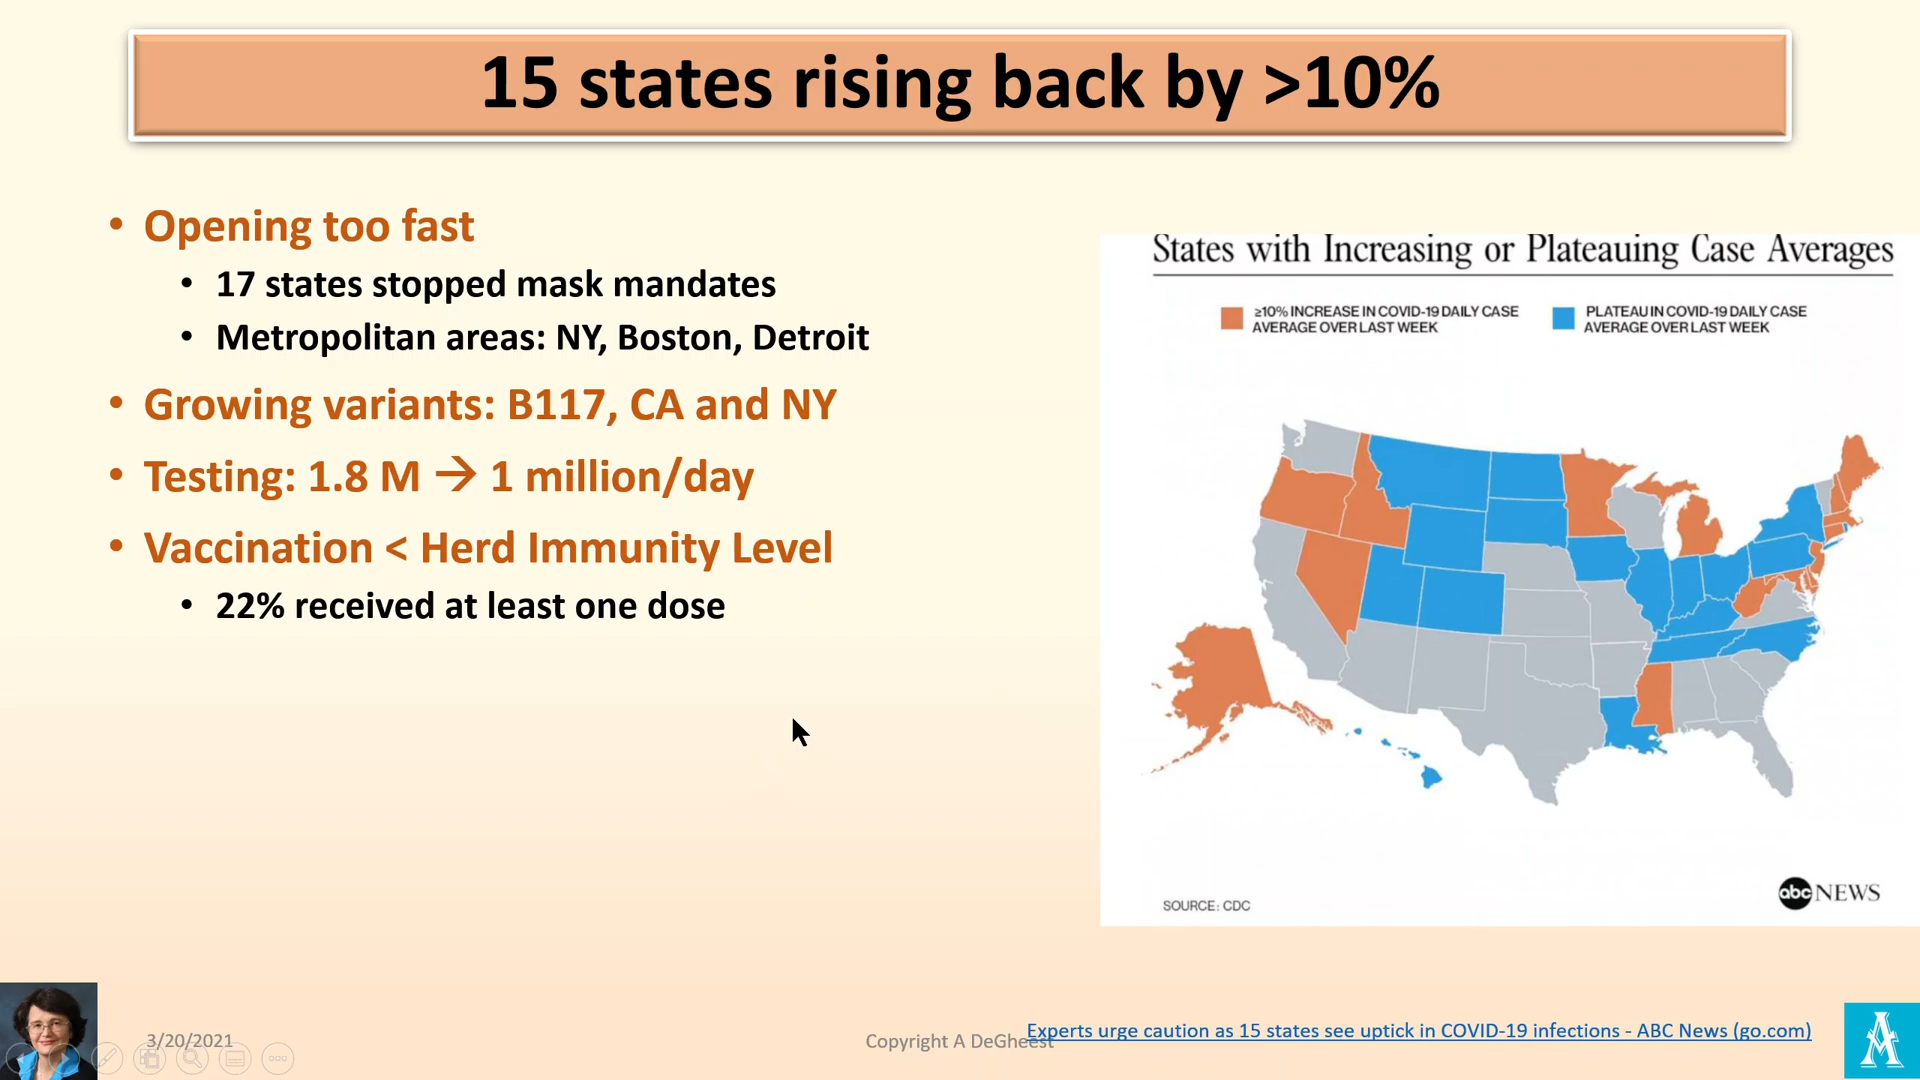 15 states rising back by >10%
• Opening too fast
• 17 states stopped mask mandates
• Metropolitan areas: NY, Boston, Detroit
• Growing variants: B117, CA and NY
• Testing: 1.8 M → 1 million/day
• Vaccination < Herd Immunity Level
• 22% received at least one dose
States with Increasing or Plateauing Case Averages
≥10% INCREASE IN COVID-19 DAILY CASE
AVERAGE OVER LAST WEEK
PLATEAU IN COVID-19 DAILY CASE
AVERAGE OVER LAST WEEK
SOURCE: CDC
abc NEWS
3/20/2021
Copyright A DeGheest
Experts urge caution as 15 states see uptick in COVID-19 infections - ABC News (go.com)
A